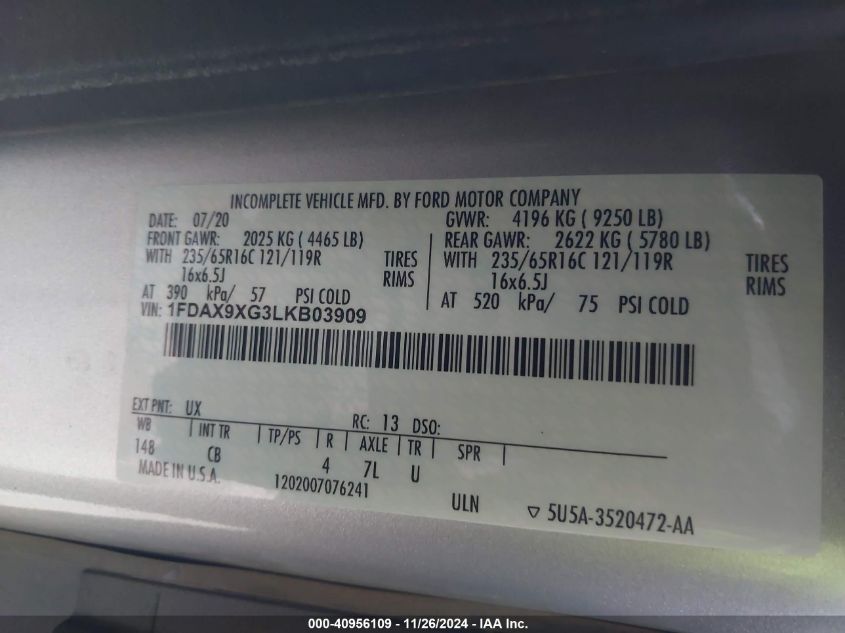 INCOMPLETE VEHICLE MFD. BY FORD MOTOR COMPANY
DATE: 07/20 GVWR: 4196 KG ( 9250 LB)
FRONT GAWR: 2025 KG ( 4465 LB) REAR GAWR: 2622 KG ( 5780 LB)
WITH 235/65R16C 121/119R TIRES WITH 235/65R16C 121/119R TIRES
16x6.5J RIMS 16x6.5J RIMS
AT 390 kPa/ 57 PSI COLD AT 520 kPa/ 75 PSI COLD
VIN: 1FDAX9XG3LKB03909
EXT PNT: UX RC: 13 DSO:
WB INT TR TP/PS R AXLE TR SPR
148 CB 4 7L U
MADE IN U.S.A. 1202007076241 ULN ▽ 5U5A-3520472-AA
000-40956109 - 11/26/2024 - IAA Inc.